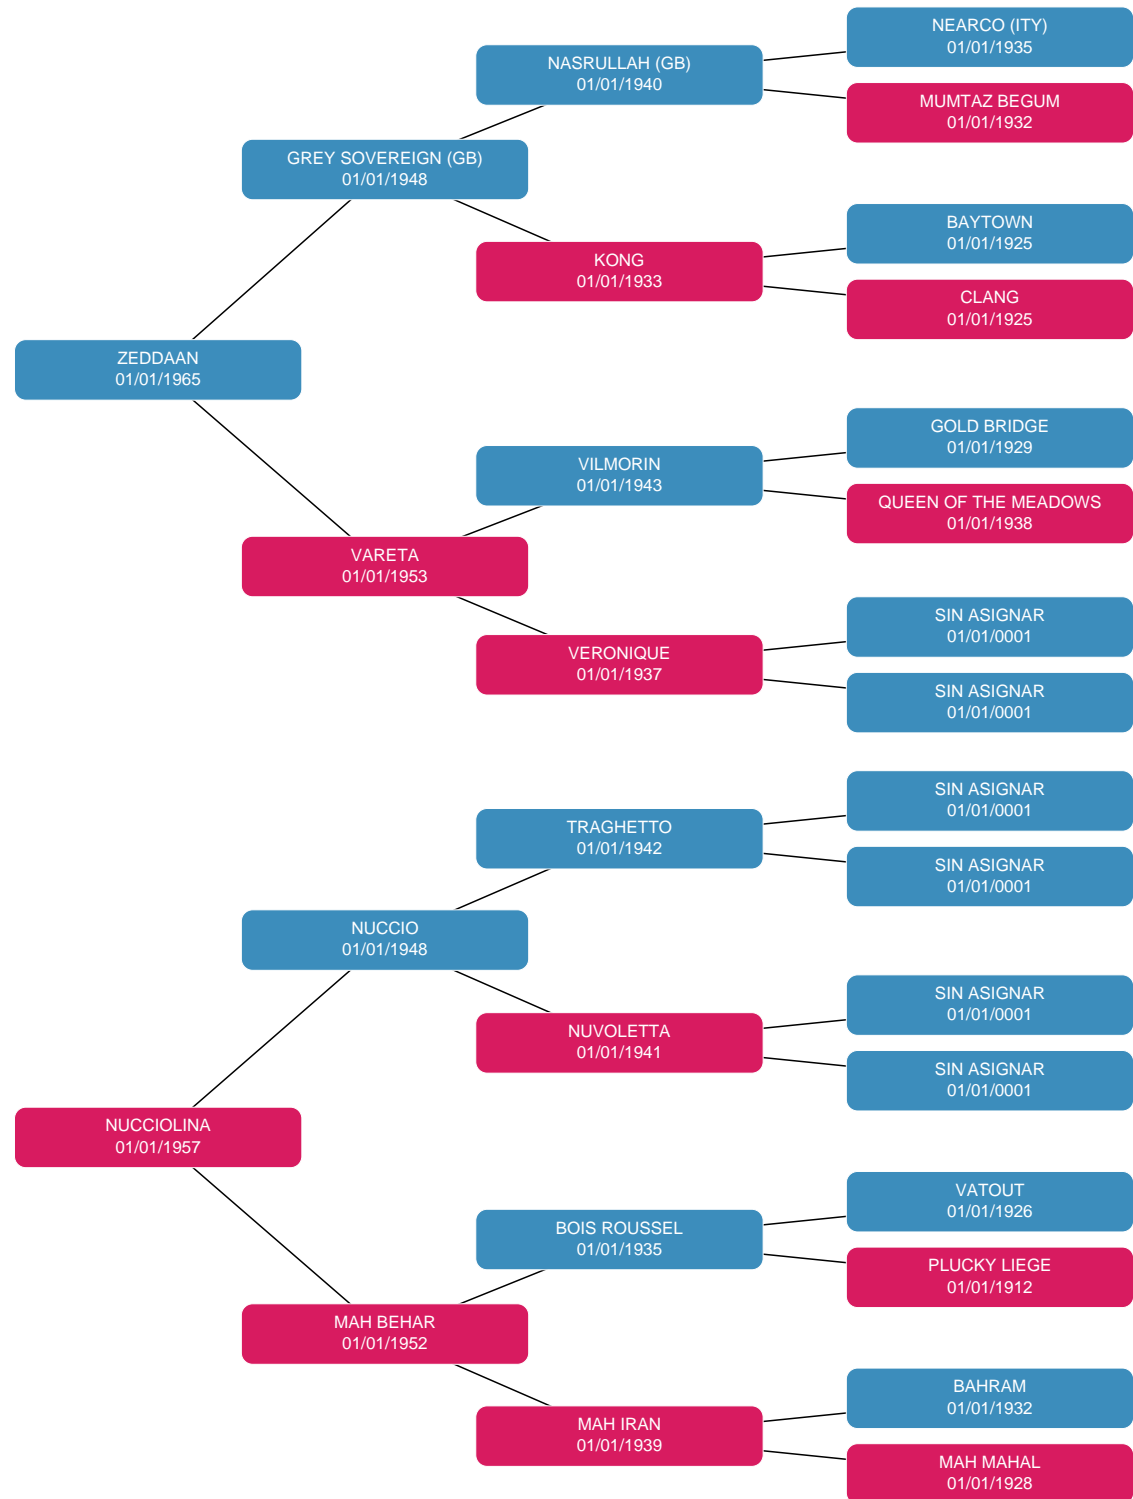 NEARCO (ITY)
01/01/1935
NASRULLAH (GB)
01/01/1940
MUMTAZ BEGUM
01/01/1932
GREY SOVEREIGN (GB)
01/01/1948
BAYTOWN
01/01/1925
KONG
01/01/1933
CLANG
01/01/1925
ZEDDAAN
01/01/1965
GOLD BRIDGE
01/01/1929
VILMORIN
01/01/1943
QUEEN OF THE MEADOWS
01/01/1938
VARETA
01/01/1953
SIN ASIGNAR
01/01/0001
VERONIQUE
01/01/1937
SIN ASIGNAR
01/01/0001
SIN ASIGNAR
01/01/0001
TRAGHETTO
01/01/1942
SIN ASIGNAR
01/01/0001
NUCCIO
01/01/1948
SIN ASIGNAR
01/01/0001
NUVOLETTA
01/01/1941
SIN ASIGNAR
01/01/0001
NUCCIOLINA
01/01/1957
VATOUT
01/01/1926
BOIS ROUSSEL
01/01/1935
PLUCKY LIEGE
01/01/1912
MAH BEHAR
01/01/1952
BAHRAM
01/01/1932
MAH IRAN
01/01/1939
MAH MAHAL
01/01/1928